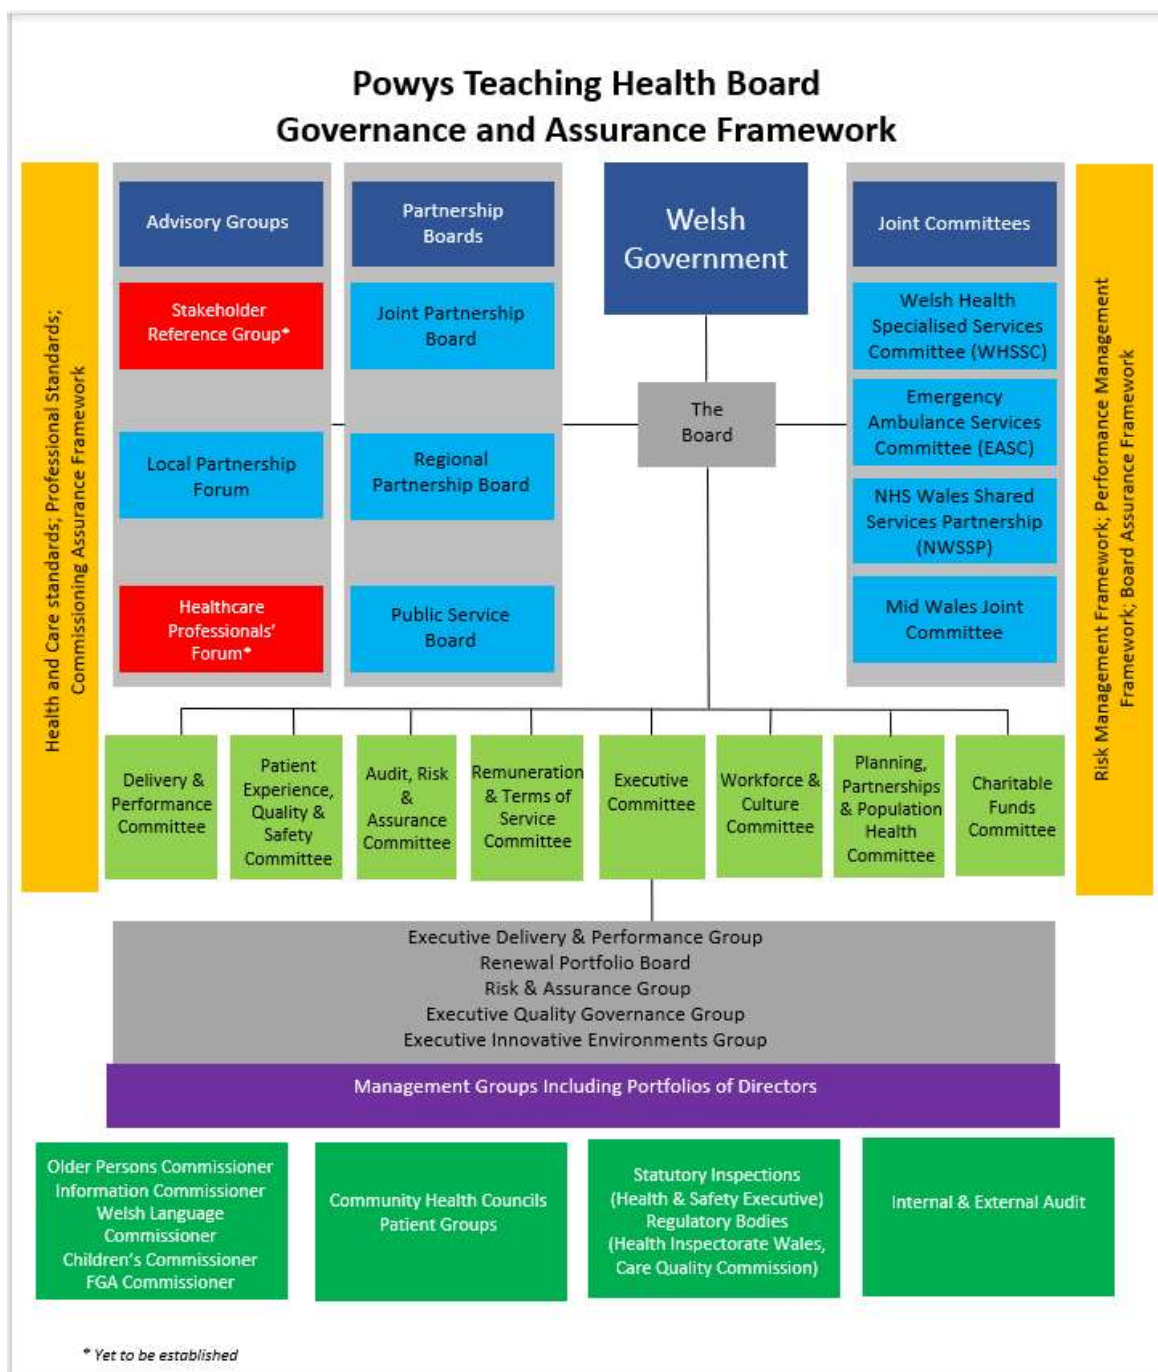 Powys Teaching Health Board
Governance and Assurance Framework
Health and Care standards; Professional Standards;
Commissioning Assurance Framework
Advisory Groups
Stakeholder
Reference Group*
Local Partnership
Forum
Healthcare
Professionals'
Forum*
Partnership
Boards
Joint Partnership
Board
Regional
Partnership Board
Public Service
Board
Welsh
Government
The
Board
Joint Committees
Welsh Health
Specialised Services
Committee (WHSSC)
Emergency
Ambulance Services
Committee (EASC)
NHS Wales Shared
Services Partnership
(NWSSP)
Mid Wales Joint
Committee
Risk Management Framework; Performance Management
Framework; Board Assurance Framework
Delivery &
Performance
Committee
Patient
Experience,
Quality &
Safety
Committee
Audit, Risk
&
Assurance
Committee
Remuneration
& Terms of
Service
Committee
Executive
Committee
Workforce &
Culture
Committee
Planning,
Partnerships
& Population
Health
Committee
Charitable
Funds
Committee
Executive Delivery & Performance Group
Renewal Portfolio Board
Risk & Assurance Group
Executive Quality Governance Group
Executive Innovative Environments Group
Management Groups Including Portfolios of Directors
Older Persons Commissioner
Information Commissioner
Welsh Language
Commissioner
Children's Commissioner
FGA Commissioner
Community Health Councils
Patient Groups
Statutory Inspections
(Health & Safety Executive)
Regulatory Bodies
(Health Inspectorate Wales,
Care Quality Commission)
Internal & External Audit
* Yet to be established